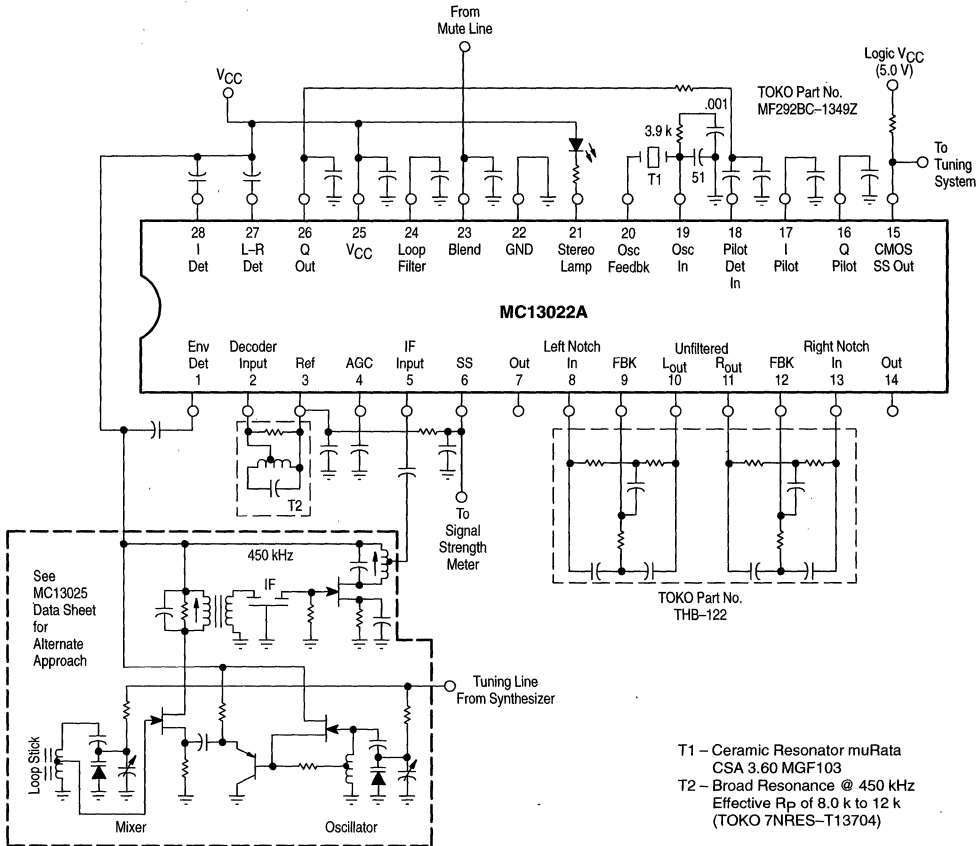 From
Mute Line
VCC
Logic VCC
(5.0 V)
TOKO Part No.
MF292BC–1349Z
.001
3.9 k
T1
51
To
Tuning
System
28
I
Det
27
L–R
Det
26
Q
Out
25
VCC
24
Loop
Filter
23
Blend
22
GND
21
Stereo
Lamp
20
Osc
Feedbk
19
Osc
In
18
Pilot
Det
In
17
I
Pilot
16
Q
Pilot
15
CMOS
SS Out
MC13022A
Env
Det
1
Decoder
Input
2
Ref
3
AGC
4
IF
Input
5
SS
6
Out
7
Left Notch
In
8
FBK
9
Unfiltered
Lout
10
Rout
11
FBK
12
Right Notch
In
13
Out
14
T2
To
Signal
Strength
Meter
TOKO Part No.
THB–122
See
MC13025
Data Sheet
for
Alternate
Approach
450 kHz
IF
Tuning Line
From Synthesizer
Loop Stick
Mixer
Oscillator
T1 – Ceramic Resonator muRata
CSA 3.60 MGF103
T2 – Broad Resonance @ 450 kHz
Effective RP of 8.0 k to 12 k
(TOKO 7NRES–T13704)